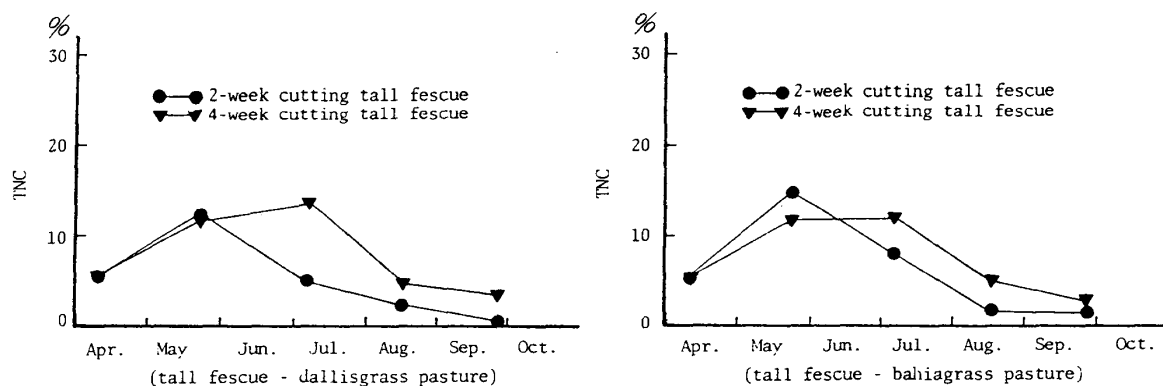 %
30
20
10
0
TNC
2-week cutting tall fescue
4-week cutting tall fescue
Apr. May Jun. Jul. Aug. Sep. Oct.
(tall fescue - dallisgrass pasture)
%
30
20
10
0
TNC
2-week cutting tall fescue
4-week cutting tall fescue
Apr. May Jun. Jul. Aug. Sep. Oct.
(tall fescue - bahiagrass pasture)